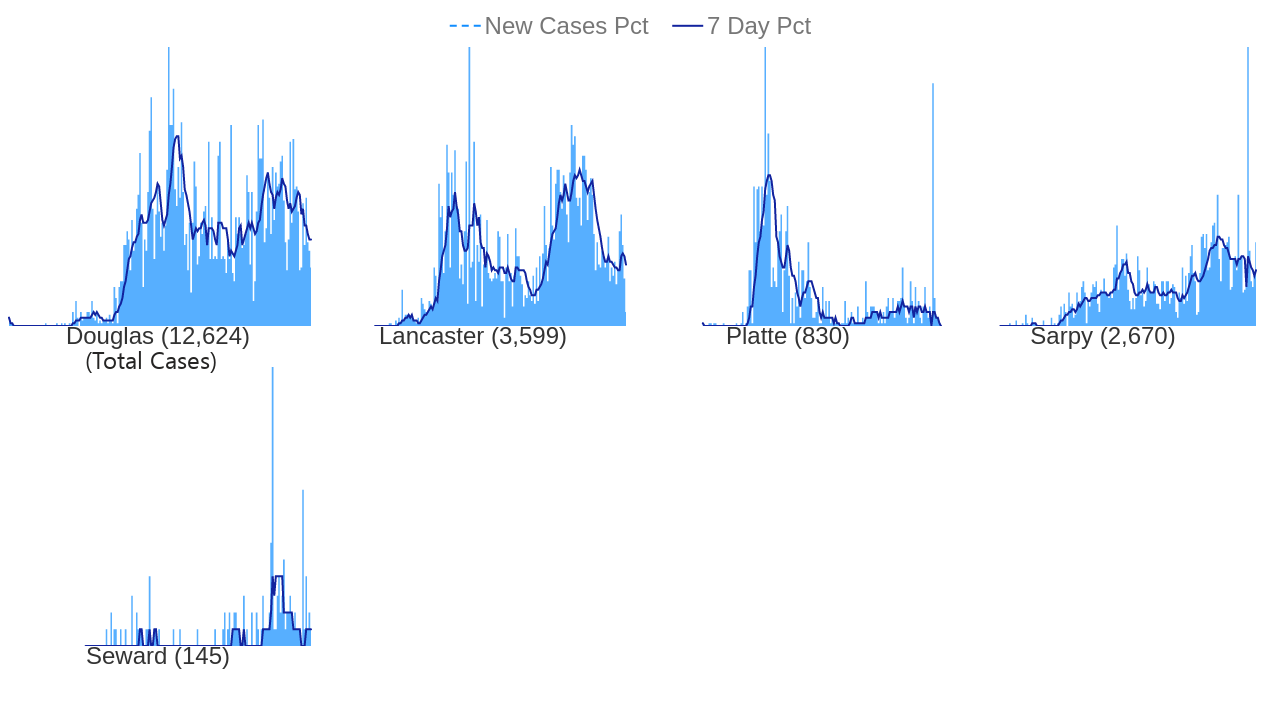 New Cases Pct 7 Day Pct
Douglas (12,624)
(Total Cases)
Lancaster (3,599)
Platte (830)
Sarpy (2,670)
Seward (145)